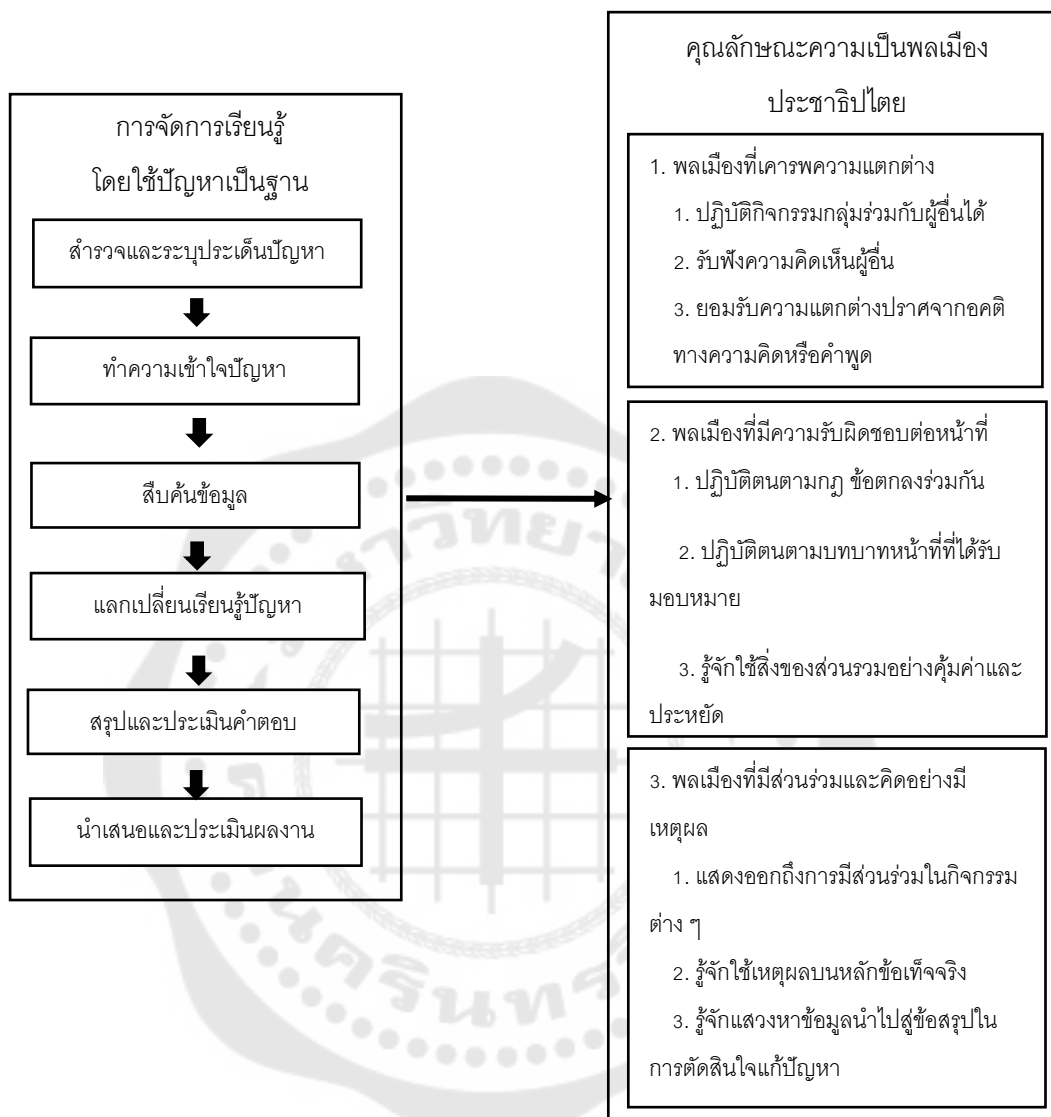 การจัดการเรียนรู้
โดยใช้ปัญหาเป็นฐาน
สำรวจและระบุประเด็นปัญหา
ทำความเข้าใจปัญหา
สืบค้นข้อมูล
แลกเปลี่ยนเรียนรู้ปัญหา
สรุปและประเมินคำตอบ
นำเสนอและประเมินผลงาน
คุณลักษณะความเป็นพลเมือง
ประชาธิปไตย
1. พลเมืองที่เคารพความแตกต่าง
1. ปฏิบัติกิจกรรมกลุ่มร่วมกับผู้อื่นได้
2. รับฟังความคิดเห็นผู้อื่น
3. ยอมรับความแตกต่างปราศจากอคติ
ทางความคิดหรือคำพูด
2. พลเมืองที่มีความรับผิดชอบต่อหน้าที่
1. ปฏิบัติตนตามกฎ ข้อตกลงร่วมกัน
2. ปฏิบัติตนตามบทบาทหน้าที่ที่ได้รับ
มอบหมาย
3. รู้จักใช้สิ่งของส่วนรวมอย่างคุ้มค่าและ
ประหยัด
3. พลเมืองที่มีส่วนร่วมและคิดอย่างมี
เหตุผล
1. แสดงออกถึงการมีส่วนร่วมในกิจกรรม
ต่าง ๆ
2. รู้จักใช้เหตุผลบนหลักข้อเท็จจริง
3. รู้จักแสวงหาข้อมูลนำไปสู่ข้อสรุปใน
การตัดสินใจแก้ปัญหา